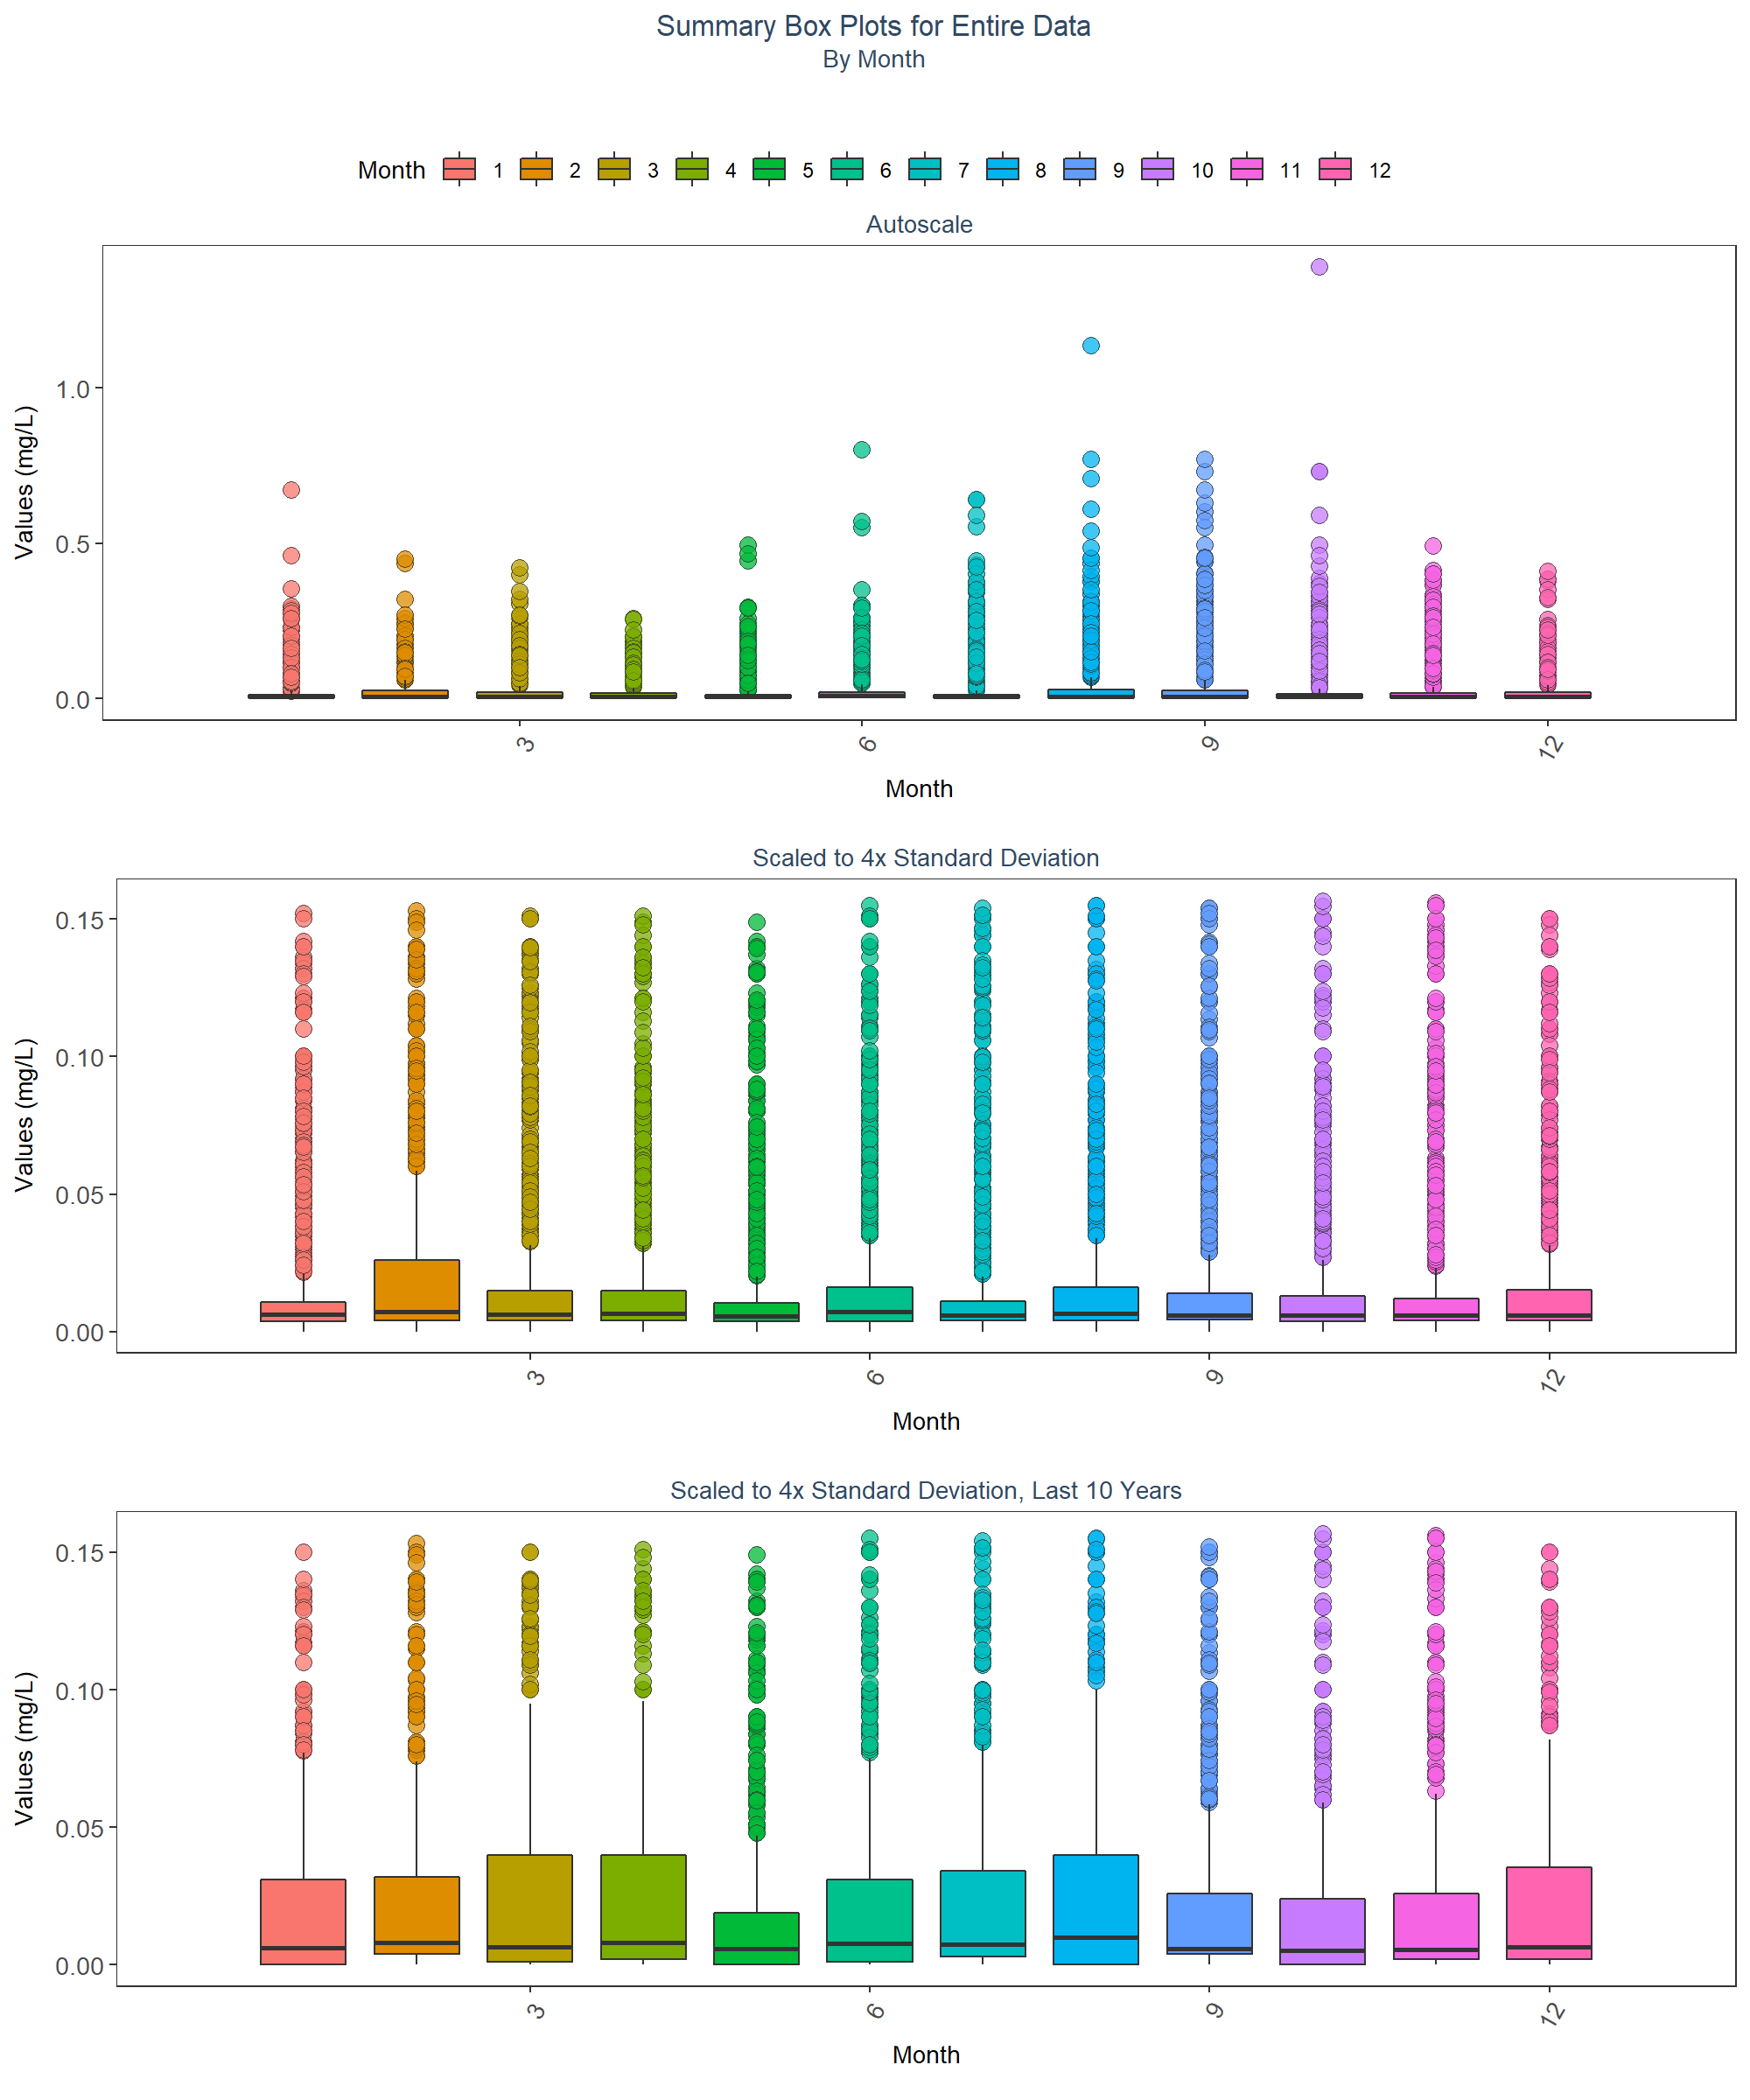 Summary Box Plots for Entire Data
By Month
Month 1 2 3 4 5 6 7 8 9 10 11 12
Autoscale
Values (mg/L)
1.0
0.5
0.0
3 6 9 12
Month
Scaled to 4x Standard Deviation
Values (mg/L)
0.15
0.10
0.05
0.00
3 6 9 12
Month
Scaled to 4x Standard Deviation, Last 10 Years
Values (mg/L)
0.15
0.10
0.05
0.00
3 6 9 12
Month